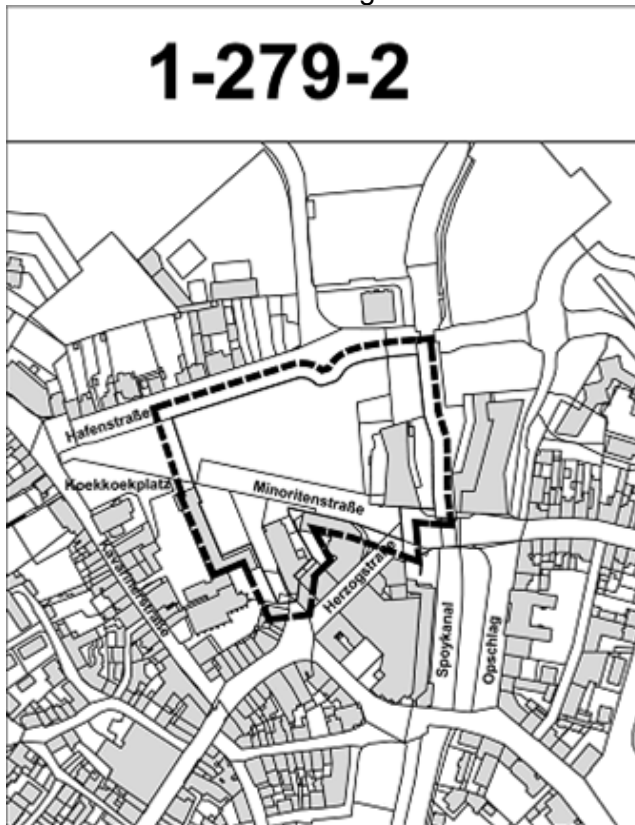 1-279-2
Hafenstraße
Koekkoekplatz
Minoritenstraße
Kavarinerstraße
Herzogstraße
Spoykanal
Opschlag